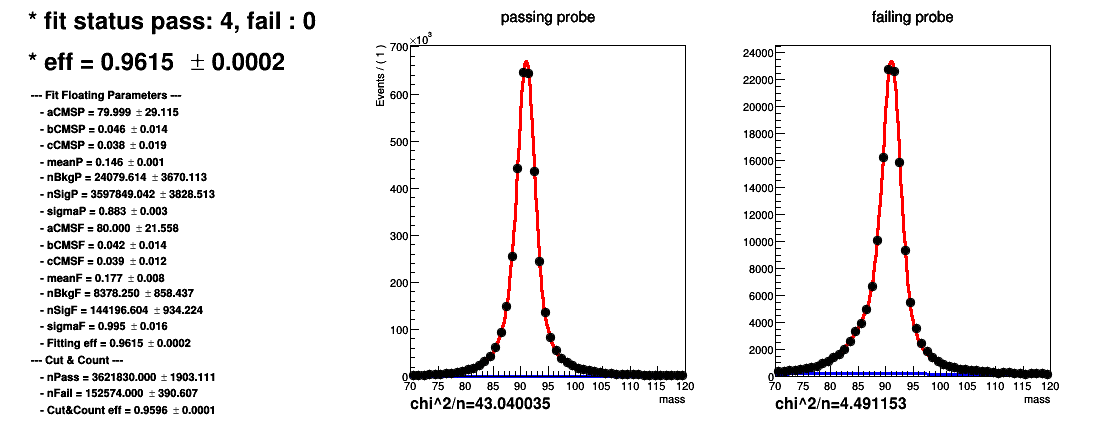 * fit status pass: 4, fail : 0
* eff = 0.9615 ± 0.0002
--- Fit Floating Parameters ---
- aCMSP = 79.999 ± 29.115
- bCMSP = 0.046 ± 0.014
- cCMSP = 0.038 ± 0.019
- meanP = 0.146 ± 0.001
- nBkgP = 24079.614 ± 3670.113
- nSigP = 3597849.042 ± 3828.513
- sigmaP = 0.883 ± 0.003
- aCMSF = 80.000 ± 21.558
- bCMSF = 0.042 ± 0.014
- cCMSF = 0.039 ± 0.012
- meanF = 0.177 ± 0.008
- nBkgF = 8378.250 ± 858.437
- nSigF = 144196.604 ± 934.224
- sigmaF = 0.995 ± 0.016
- Fitting eff = 0.9615 ± 0.0002
--- Cut & Count ---
- nPass = 3621830.000 ± 1903.111
- nFail = 152574.000 ± 390.607
- Cut&Count eff = 0.9596 ± 0.0001
passing probe
×10³
Events / ( 1 )
700
600
500
400
300
200
100
0
70 75 80 85 90 95 100 105 110 115 120
mass
chi^2/n=43.040035
failing probe
24000
22000
20000
18000
16000
14000
12000
10000
8000
6000
4000
2000
0
70 75 80 85 90 95 100 105 110 115 120
mass
chi^2/n=4.491153